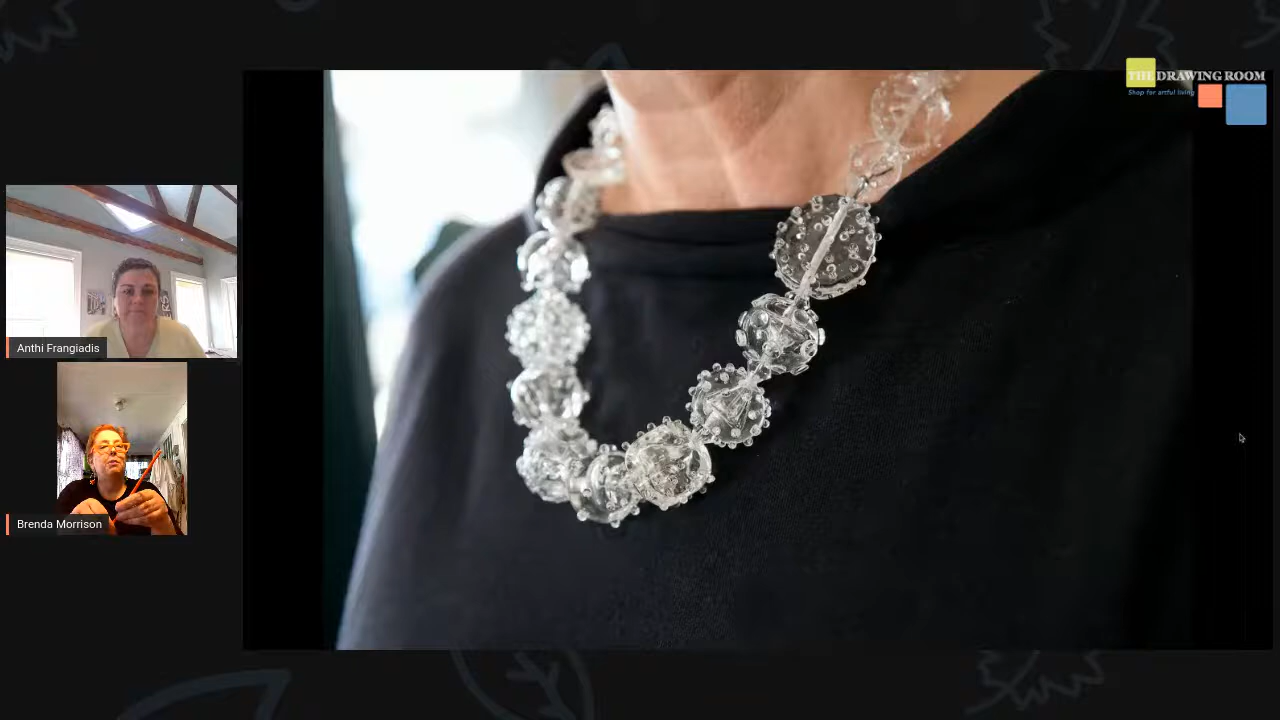 THE DRAWING ROOM
Shop for artful living
Anthi Frangiadis
Brenda Morrison